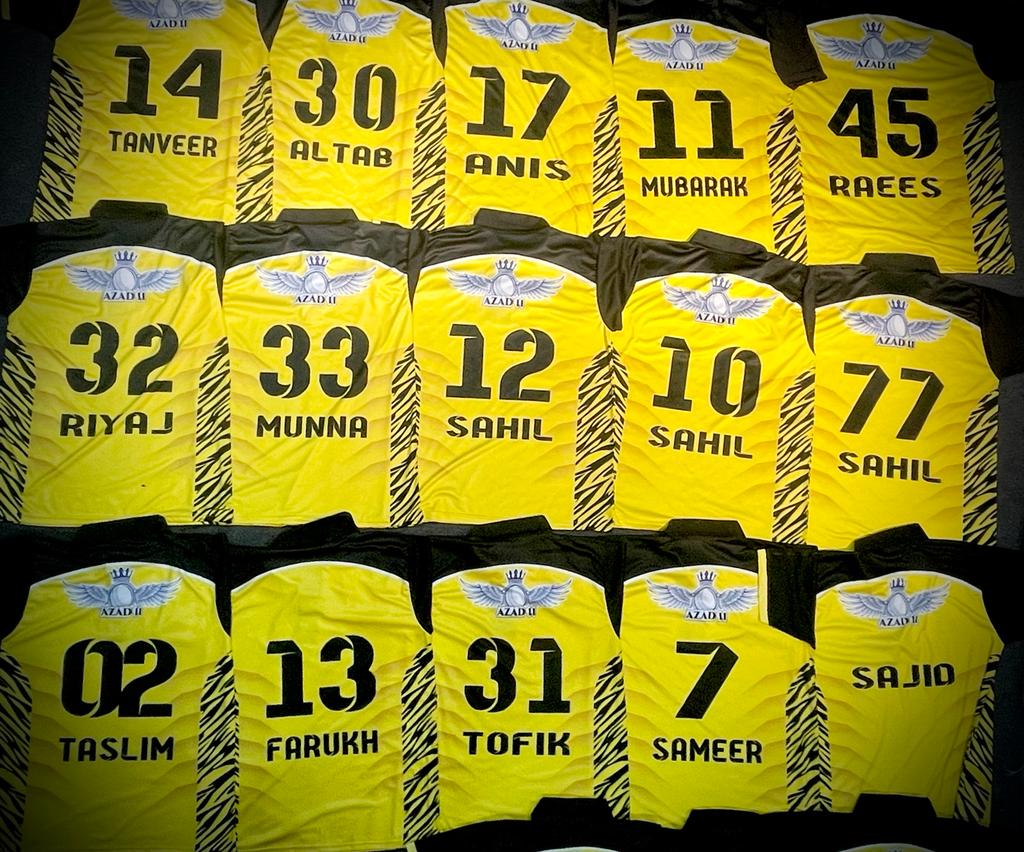 AZAD 11
14
TANVEER
AZAD 11
30
ALTAB
AZAD 11
17
ANIS
AZAD 11
11
MUBARAK
AZAD 11
45
RAEES
AZAD 11
32
RIYAJ
AZAD 11
33
MUNNA
AZAD 11
12
SAHIL
AZAD 11
10
SAHIL
AZAD 11
77
SAHIL
AZAD 11
02
TASLIM
13
FARUKH
AZAD 11
31
TOFIK
AZAD 11
7
SAMEER
AZAD 11
SAJID